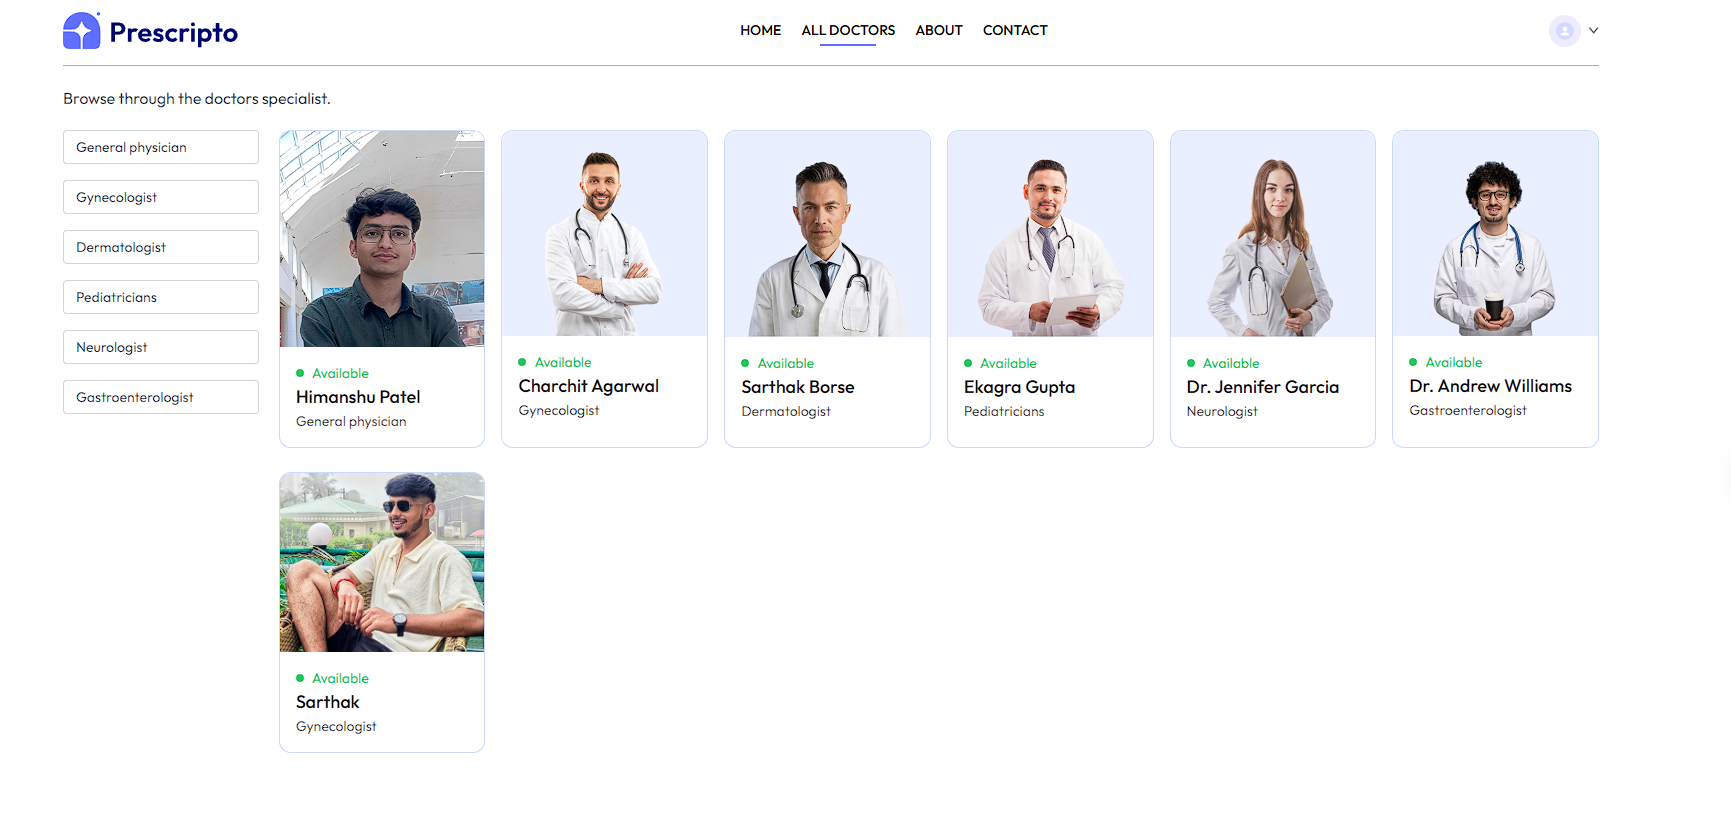 Prescripto
HOME ALL DOCTORS ABOUT CONTACT
Browse through the doctors specialist.
General physician
Gynecologist
Dermatologist
Pediatricians
Neurologist
Gastroenterologist
Available
Himanshu Patel
General physician
Available
Charchit Agarwal
Gynecologist
Available
Sarthak Borse
Dermatologist
Available
Ekagra Gupta
Pediatricians
Available
Dr. Jennifer Garcia
Neurologist
Available
Dr. Andrew Williams
Gastroenterologist
Available
Sarthak
Gynecologist